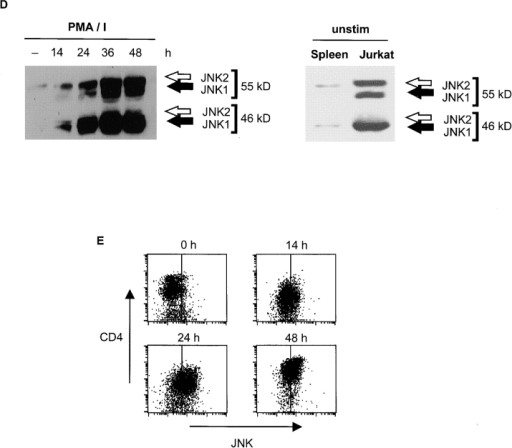 D
PMA / I
– 14 24 36 48 h
JNK2
JNK1
55 kD
JNK2
JNK1
46 kD
unstim
Spleen Jurkat
JNK2
JNK1
55 kD
JNK2
JNK1
46 kD
E
0 h 14 h
24 h 48 h
CD4
JNK